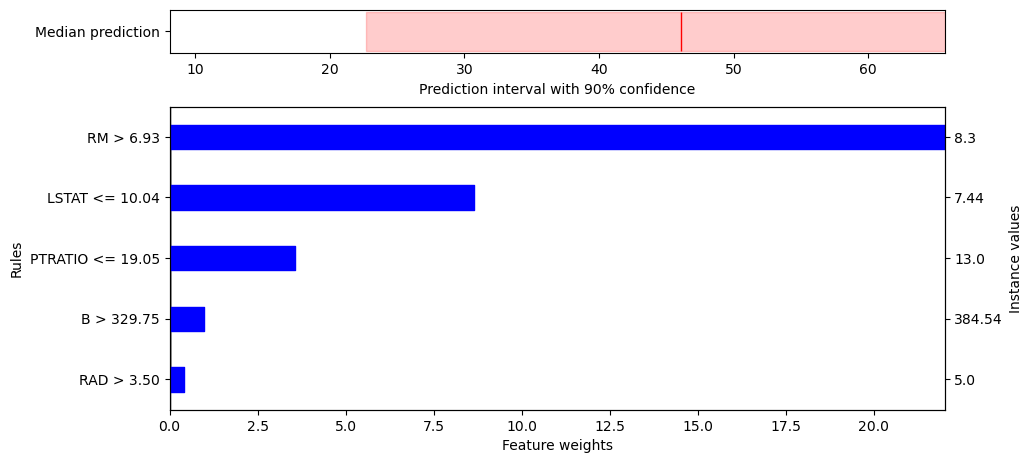 Median prediction
10 20 30 40 50 60
Prediction interval with 90% confidence
RM > 6.93 8.3
LSTAT <= 10.04 7.44
PTRATIO <= 19.05 13.0
B > 329.75 384.54
RAD > 3.50 5.0
Rules
Instance values
0.0 2.5 5.0 7.5 10.0 12.5 15.0 17.5 20.0
Feature weights